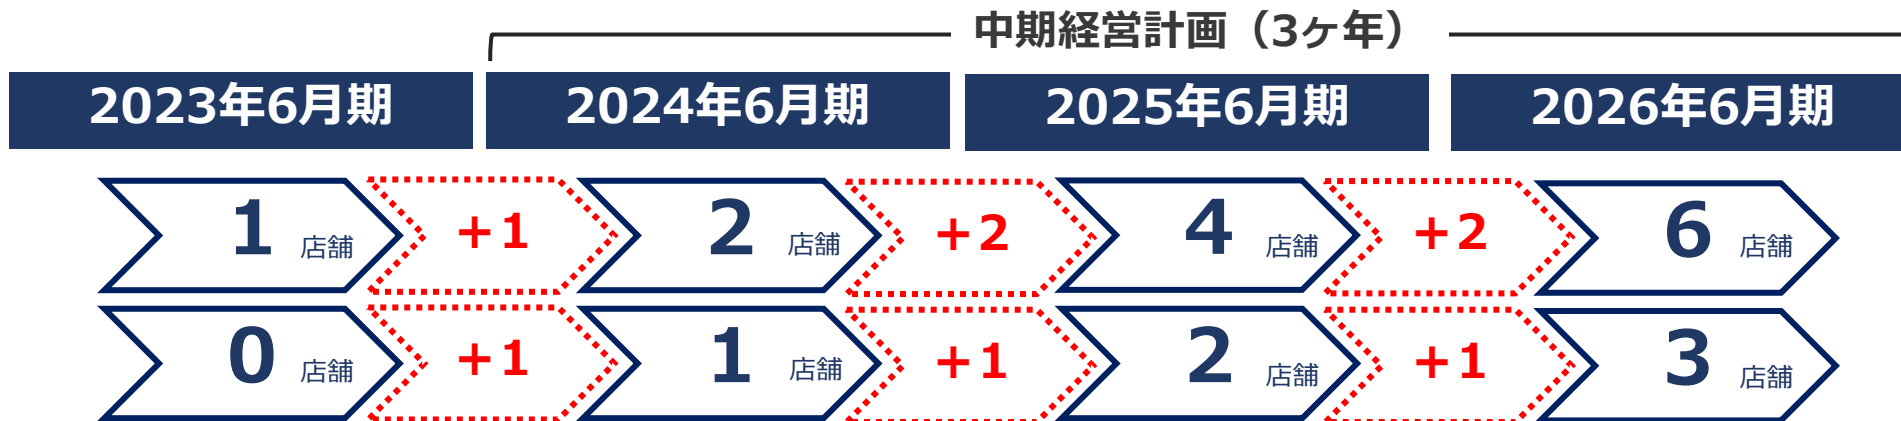 中期経営計画（3ヶ年）
2023年6月期 2024年6月期 2025年6月期 2026年6月期
1 店舗 +1 2 店舗 +2 4 店舗 +2 6 店舗
0 店舗 +1 1 店舗 +1 2 店舗 +1 3 店舗